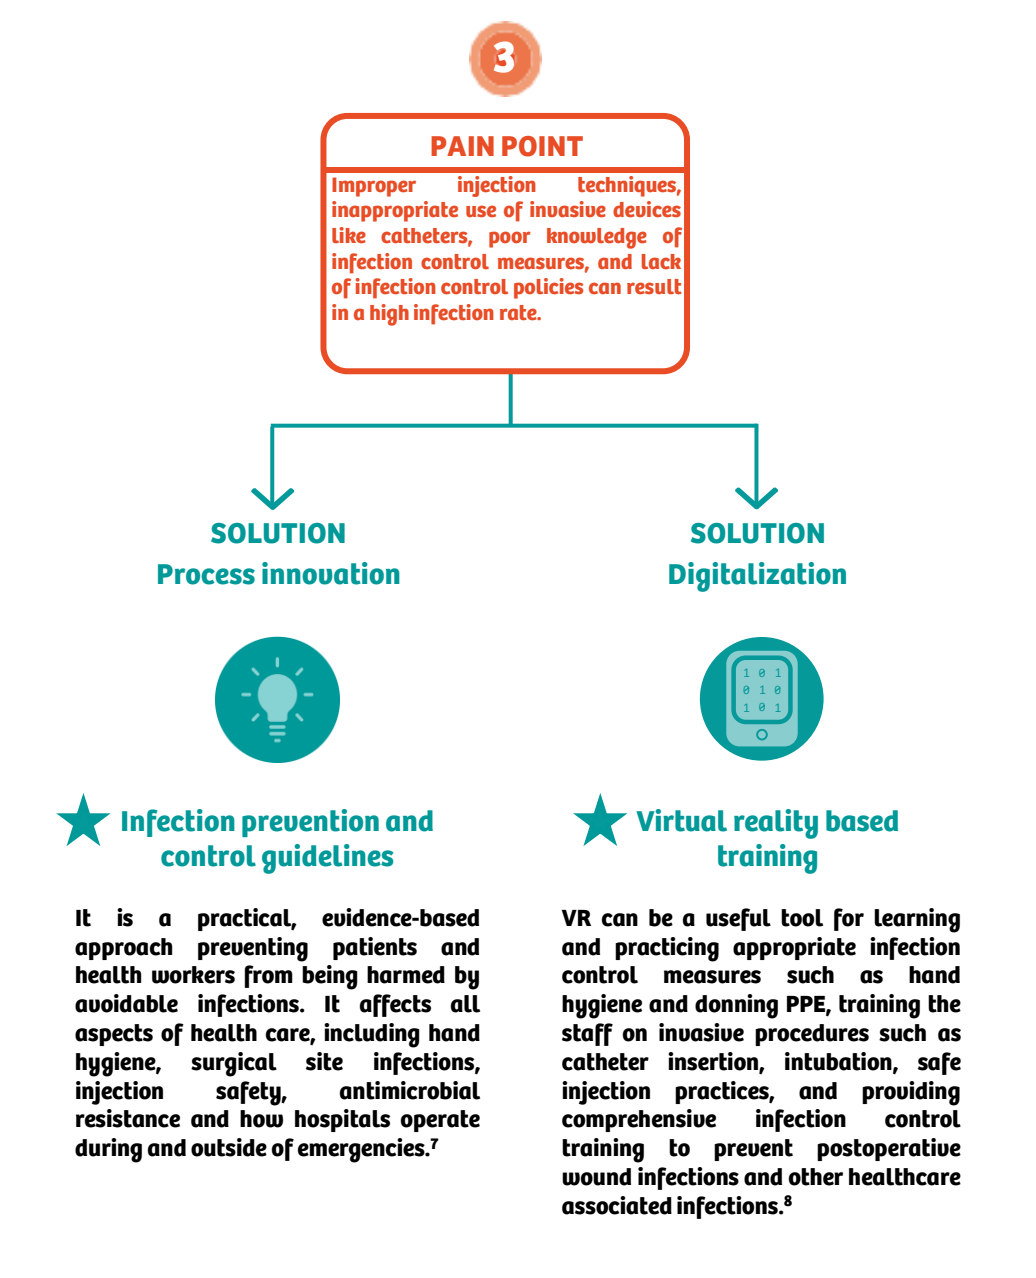 3
PAIN POINT
Improper injection techniques,
inappropriate use of invasive devices
like catheters, poor knowledge of
infection control measures, and lack
of infection control policies can result
in a high infection rate.
SOLUTION
Process innovation
Infection prevention and
control guidelines
It is a practical, evidence-based
approach preventing patients and
health workers from being harmed by
avoidable infections. It affects all
aspects of health care, including hand
hygiene, surgical site infections,
injection safety, antimicrobial
resistance and how hospitals operate
during and outside of emergencies.⁷
SOLUTION
Digitalization
1 0 1
0 1 0
1 0 1
Virtual reality based
training
VR can be a useful tool for learning
and practicing appropriate infection
control measures such as hand
hygiene and donning PPE, training the
staff on invasive procedures such as
catheter insertion, intubation, safe
injection practices, and providing
comprehensive infection control
training to prevent postoperative
wound infections and other healthcare
associated infections.⁸